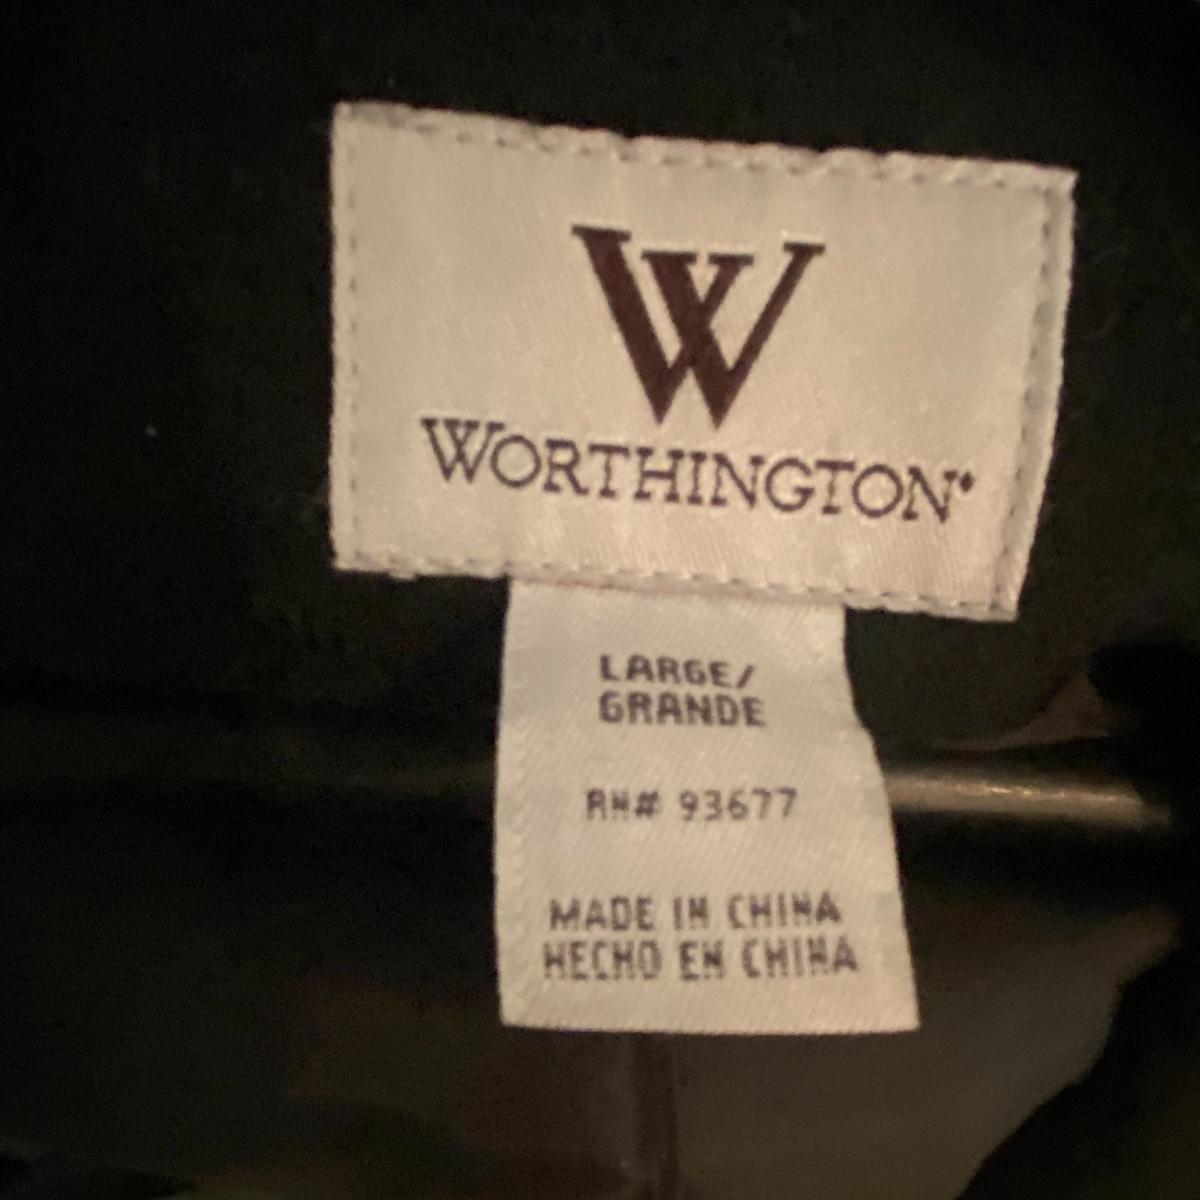 W
WORTHINGTON
LARGE/
GRANDE
RN# 93677
MADE IN CHINA
HECHO EN CHINA